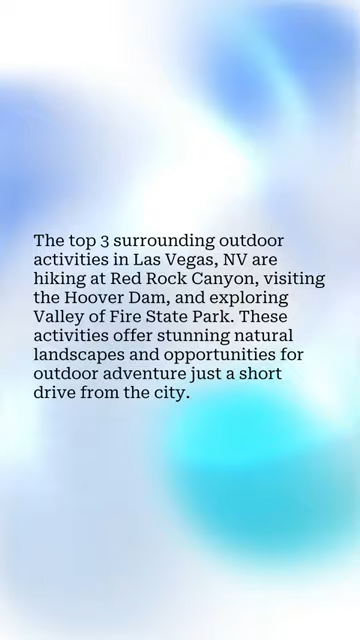 The top 3 surrounding outdoor
activities in Las Vegas, NV are
hiking at Red Rock Canyon, visiting
the Hoover Dam, and exploring
Valley of Fire State Park. These
activities offer stunning natural
landscapes and opportunities for
outdoor adventure just a short
drive from the city.